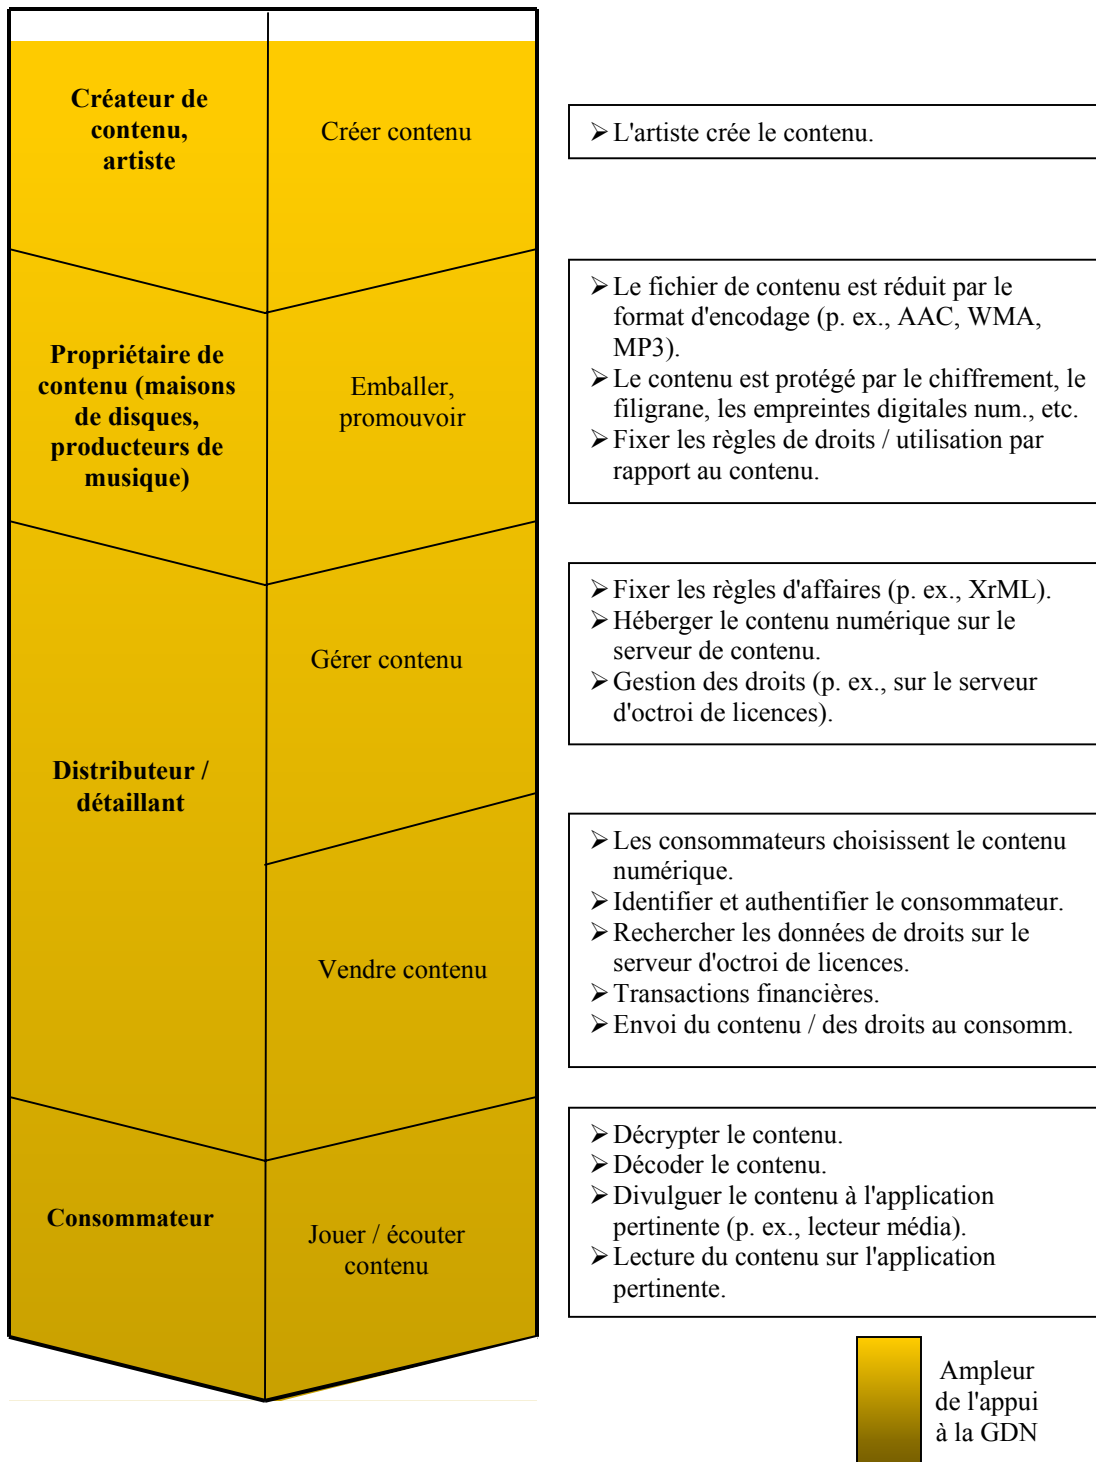 Créateur de
contenu,
artiste
Créer contenu
➢ L'artiste crée le contenu.
Propriétaire de
contenu (maisons
de disques,
producteurs de
musique)
Emballer,
promouvoir
➢ Le fichier de contenu est réduit par le
format d'encodage (p. ex., AAC, WMA,
MP3).
➢ Le contenu est protégé par le chiffrement, le
filigrane, les empreintes digitales num., etc.
➢ Fixer les règles de droits / utilisation par
rapport au contenu.
Distributeur /
détaillant
Gérer contenu
➢ Fixer les règles d'affaires (p. ex., XrML).
➢ Héberger le contenu numérique sur le
serveur de contenu.
➢ Gestion des droits (p. ex., sur le serveur
d'octroi de licences).
Vendre contenu
➢ Les consommateurs choisissent le contenu
numérique.
➢ Identifier et authentifier le consommateur.
➢ Rechercher les données de droits sur le
serveur d'octroi de licences.
➢ Transactions financières.
➢ Envoi du contenu / des droits au consomm.
Consommateur
Jouer / écouter
contenu
➢ Décrypter le contenu.
➢ Décoder le contenu.
➢ Divulguer le contenu à l'application
pertinente (p. ex., lecteur média).
➢ Lecture du contenu sur l'application
pertinente.
Ampleur
de l'appui
à la GDN